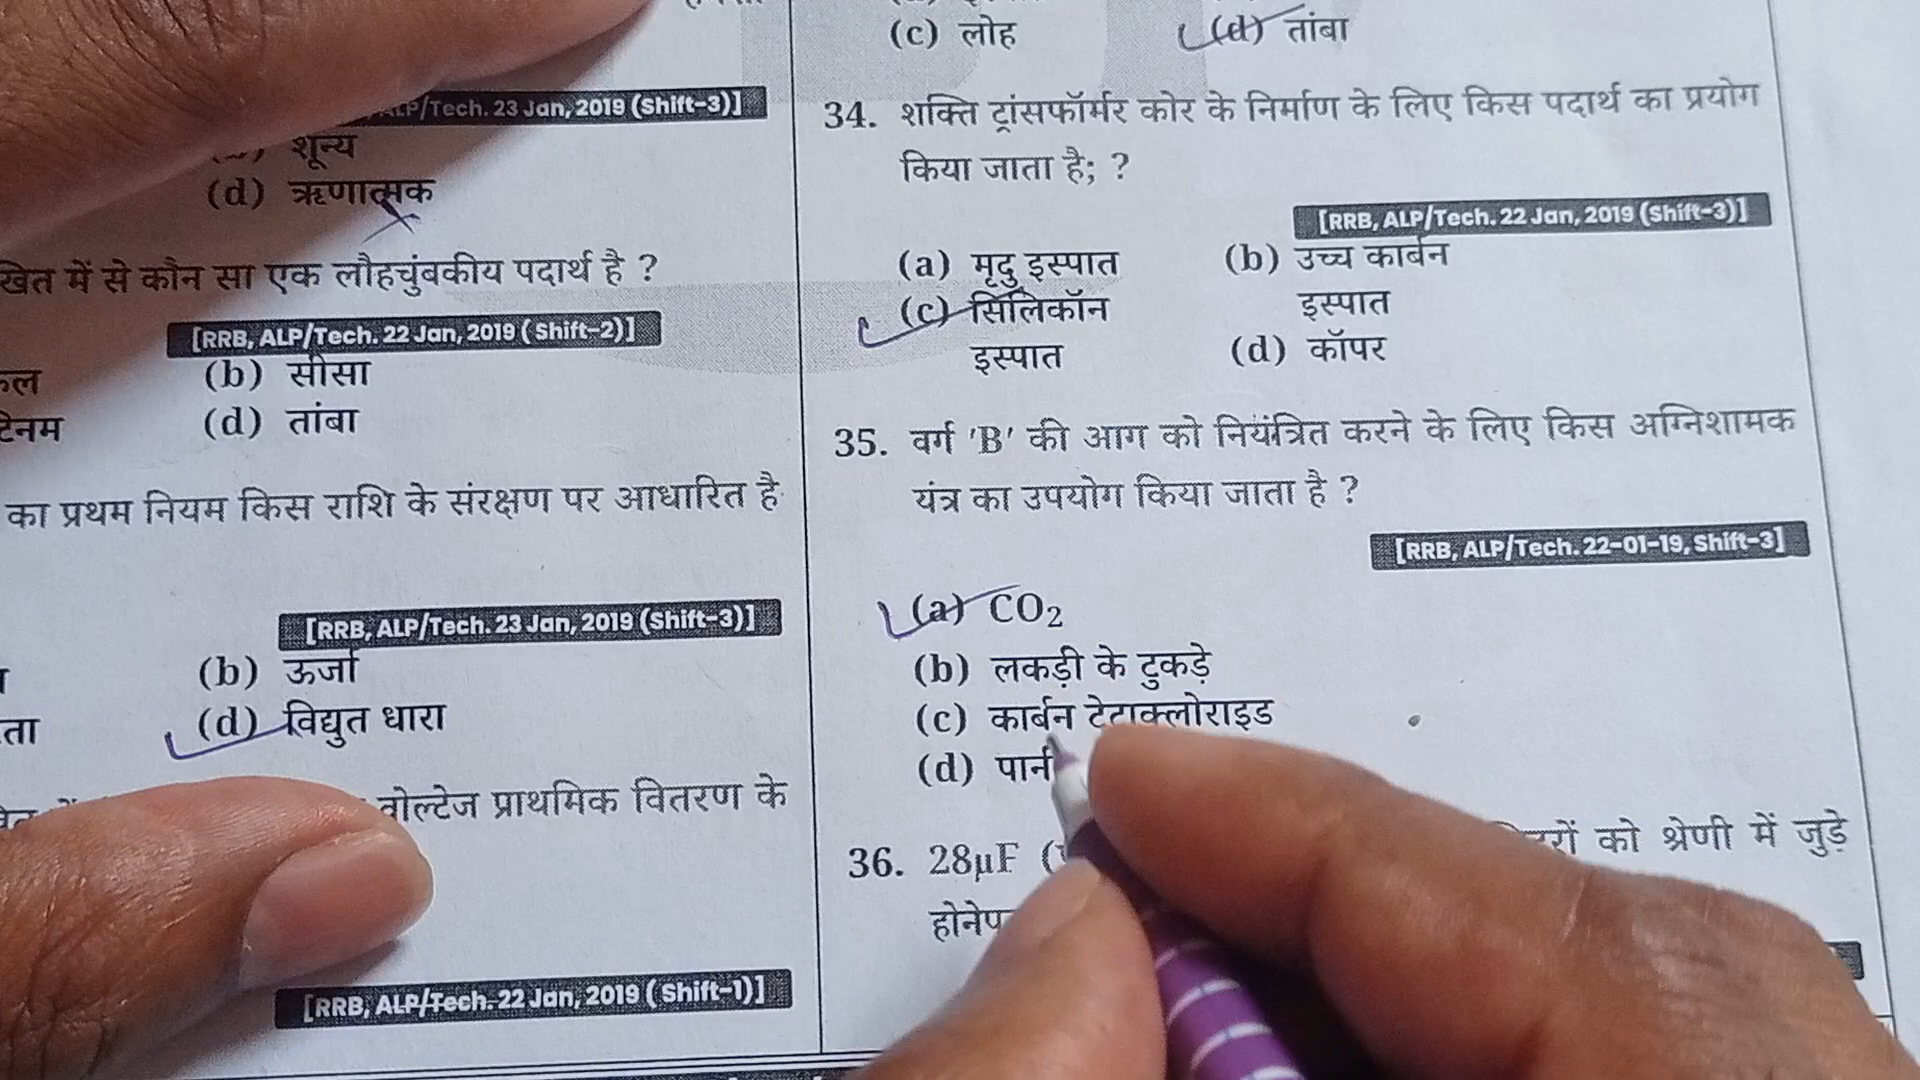 ALP/Tech. 23 Jan, 2019 (Shift-3)]
शून्य
(d) ऋणात्मक
खित में से कौन सा एक लौहचुंबकीय पदार्थ है ?
[RRB, ALP/Tech. 22 Jan, 2019 ( Shift-2)]
(b) सीसा
(d) तांबा
का प्रथम नियम किस राशि के संरक्षण पर आधारित है
[RRB, ALP/Tech. 23 Jan, 2019 (Shift-3)]
(b) ऊर्जा
(d) विद्युत धारा
वोल्टेज प्राथमिक वितरण के
[RRB, ALP/Tech. 22 Jan, 2019 ( Shift-1)]
(c) लोह (d) तांबा
34. शक्ति ट्रांसफॉर्मर कोर के निर्माण के लिए किस पदार्थ का प्रयोग
किया जाता है; ?
[RRB, ALP/Tech. 22 Jan, 2019 (Shift-3)]
(a) मृदु इस्पात (b) उच्च कार्बन
(c) सिलिकॉन इस्पात
इस्पात (d) कॉपर
35. वर्ग 'B' की आग को नियंत्रित करने के लिए किस अग्निशामक
यंत्र का उपयोग किया जाता है ?
[RRB, ALP/Tech. 22-01-19, Shift-3]
(a) CO₂
(b) लकड़ी के टुकड़े
(c) कार्बन टेट्राक्लोराइड
(d)
36. 28µF को श्रेणी में जुड़े